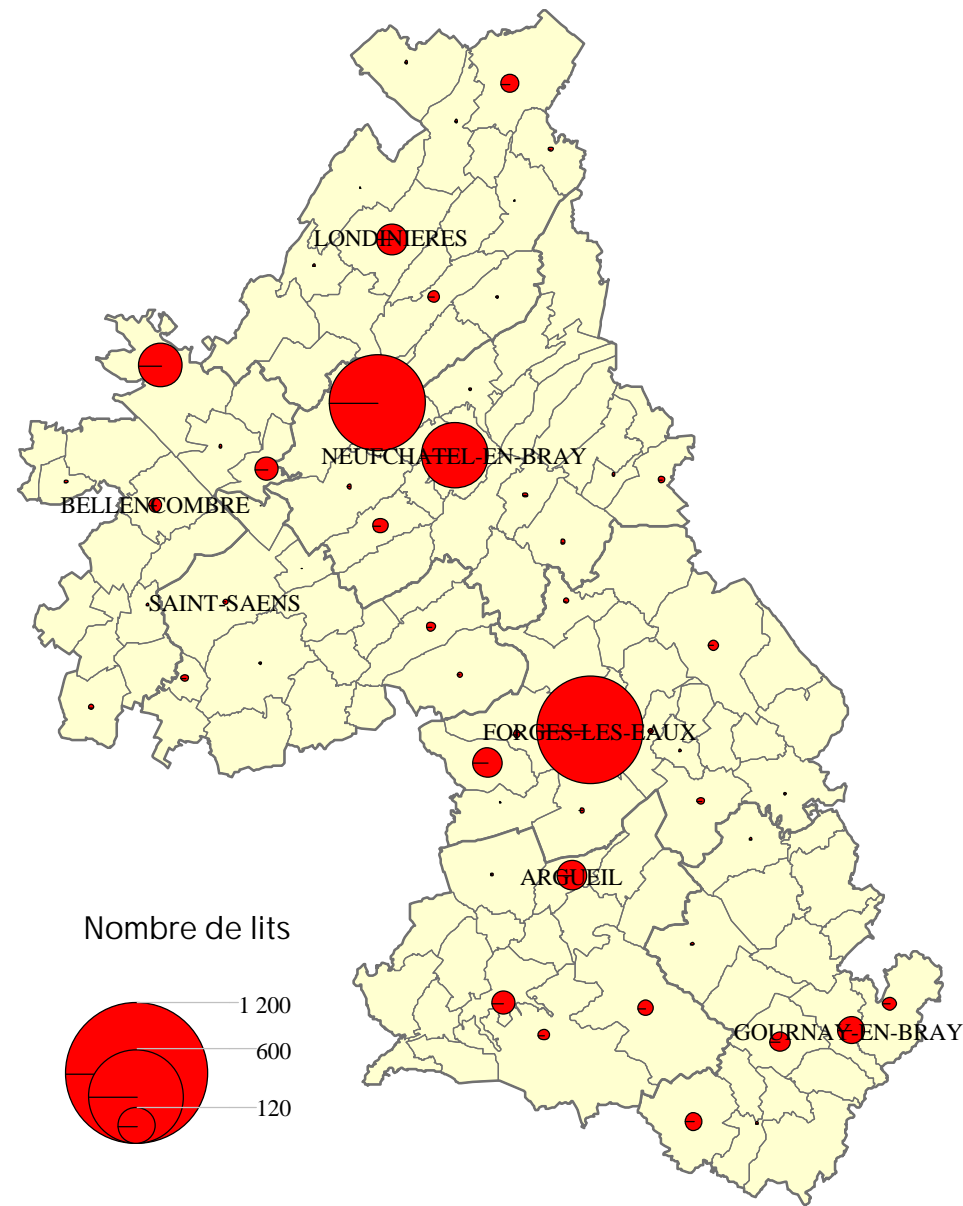 LONDINIERES
NEUFCHATEL-EN-BRAY
BELLENCOMBRE
SAINT-SAENS
FORGES-LES-EAUX
ARGUEIL
GOURNAY-EN-BRAY
Nombre de lits
1 200
600
120